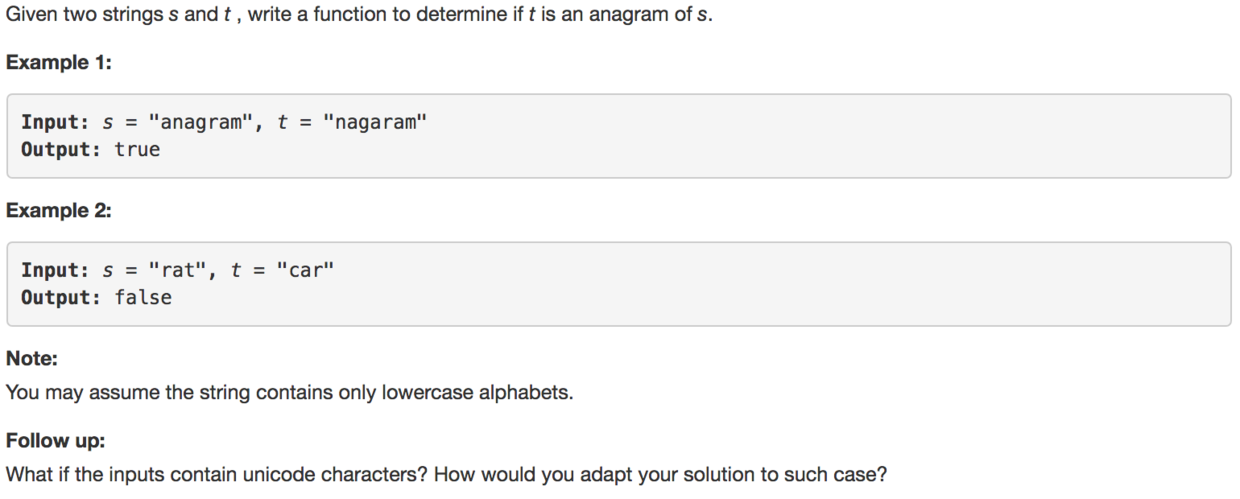 Given two strings s and t , write a function to determine if t is an anagram of s.
Example 1:
Input: s = "anagram", t = "nagaram"
Output: true
Example 2:
Input: s = "rat", t = "car"
Output: false
Note:
You may assume the string contains only lowercase alphabets.
Follow up:
What if the inputs contain unicode characters? How would you adapt your solution to such case?